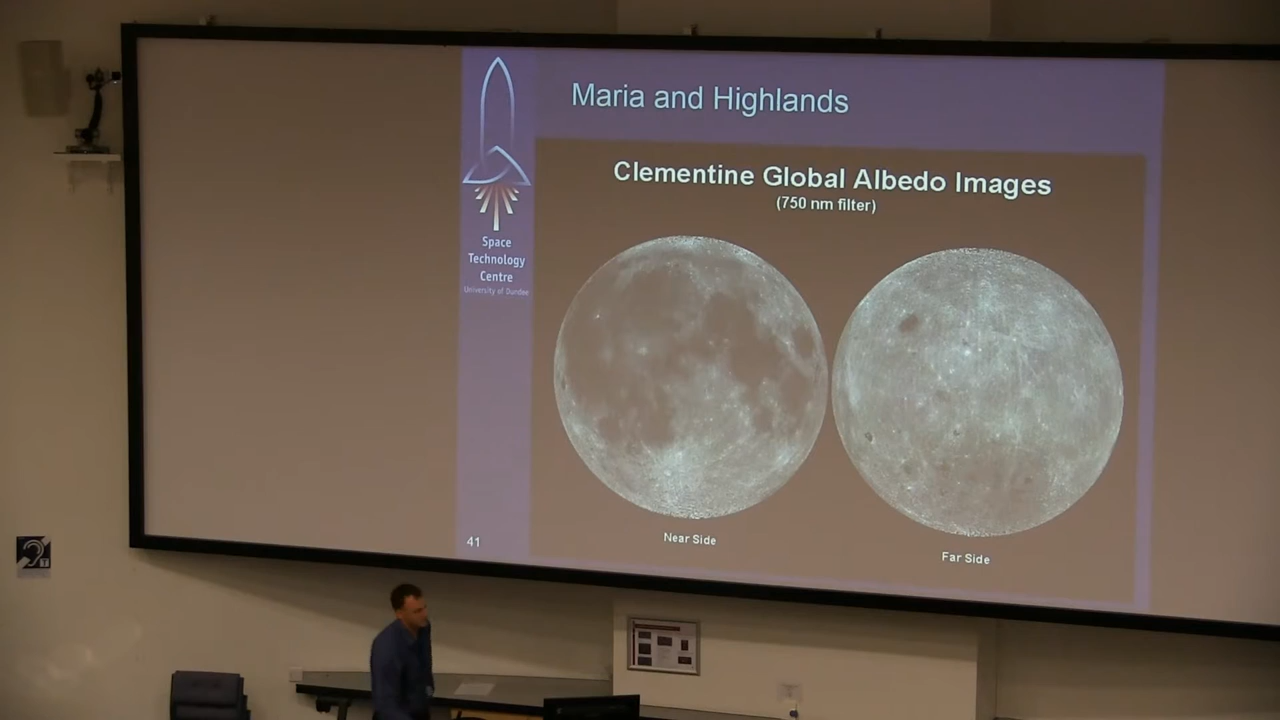 Maria and Highlands
Clementine Global Albedo Images
(750 nm filter)
Space
Technology
Centre
University of Dundee
Near Side
Far Side
41
T